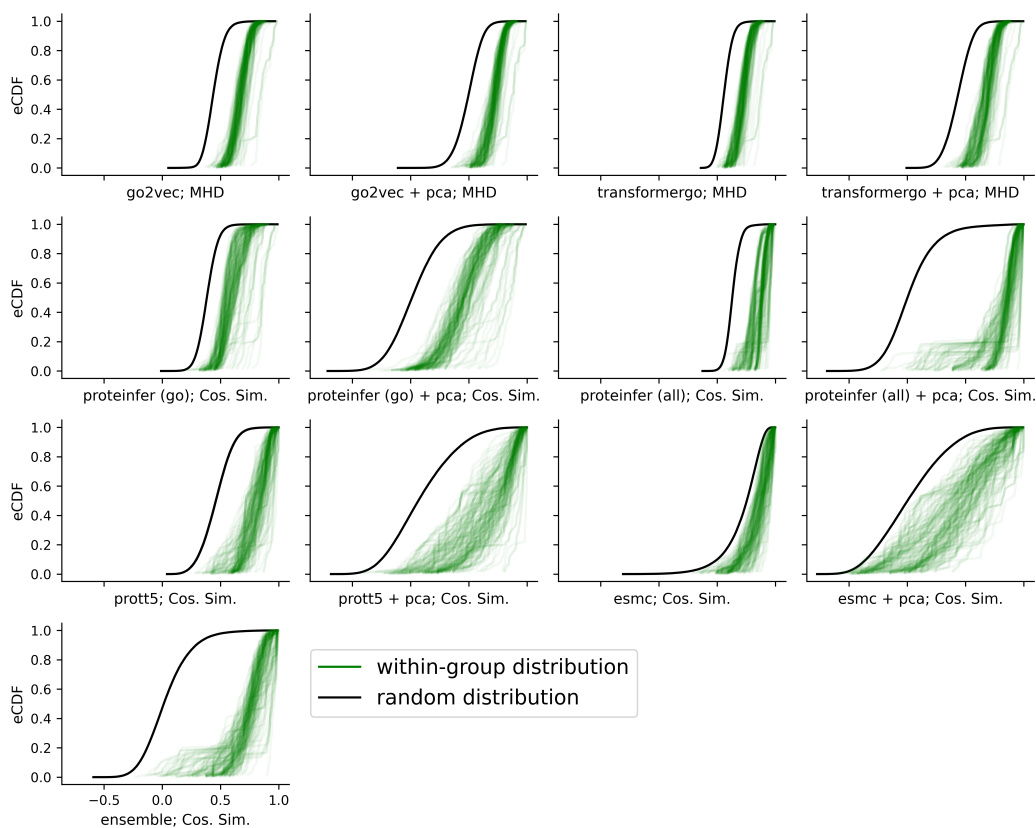 eCDF
1.0
0.8
0.6
0.4
0.2
0.0
go2vec; MHD
go2vec + pca; MHD
transformergo; MHD
transformergo + pca; MHD
eCDF
1.0
0.8
0.6
0.4
0.2
0.0
proteinfer (go); Cos. Sim.
proteinfer (go) + pca; Cos. Sim.
proteinfer (all); Cos. Sim.
proteinfer (all) + pca; Cos. Sim.
eCDF
1.0
0.8
0.6
0.4
0.2
0.0
prott5; Cos. Sim.
prott5 + pca; Cos. Sim.
esmc; Cos. Sim.
esmc + pca; Cos. Sim.
eCDF
1.0
0.8
0.6
0.4
0.2
0.0
−0.5 0.0 0.5 1.0
ensemble; Cos. Sim.
within-group distribution
random distribution